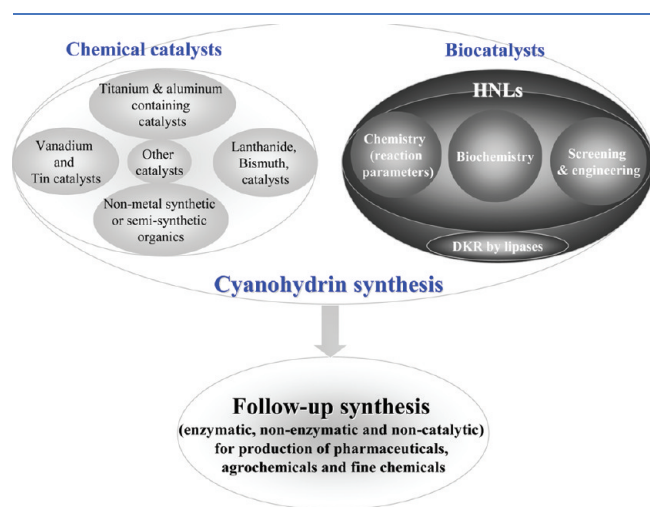 Chemical catalysts
Titanium & aluminum
containing
catalysts
Vanadium
and
Tin catalysts
Other
catalysts
Lanthanide,
Bismuth,
catalysts
Non-metal synthetic
or semi-synthetic
organics
Biocatalysts
HNLs
Chemistry
(reaction
parameters)
Biochemistry
Screening
& engineering
DKR by lipases
Cyanohydrin synthesis
Follow-up synthesis
(enzymatic, non-enzymatic and non-catalytic)
for production of pharmaceuticals,
agrochemicals and fine chemicals